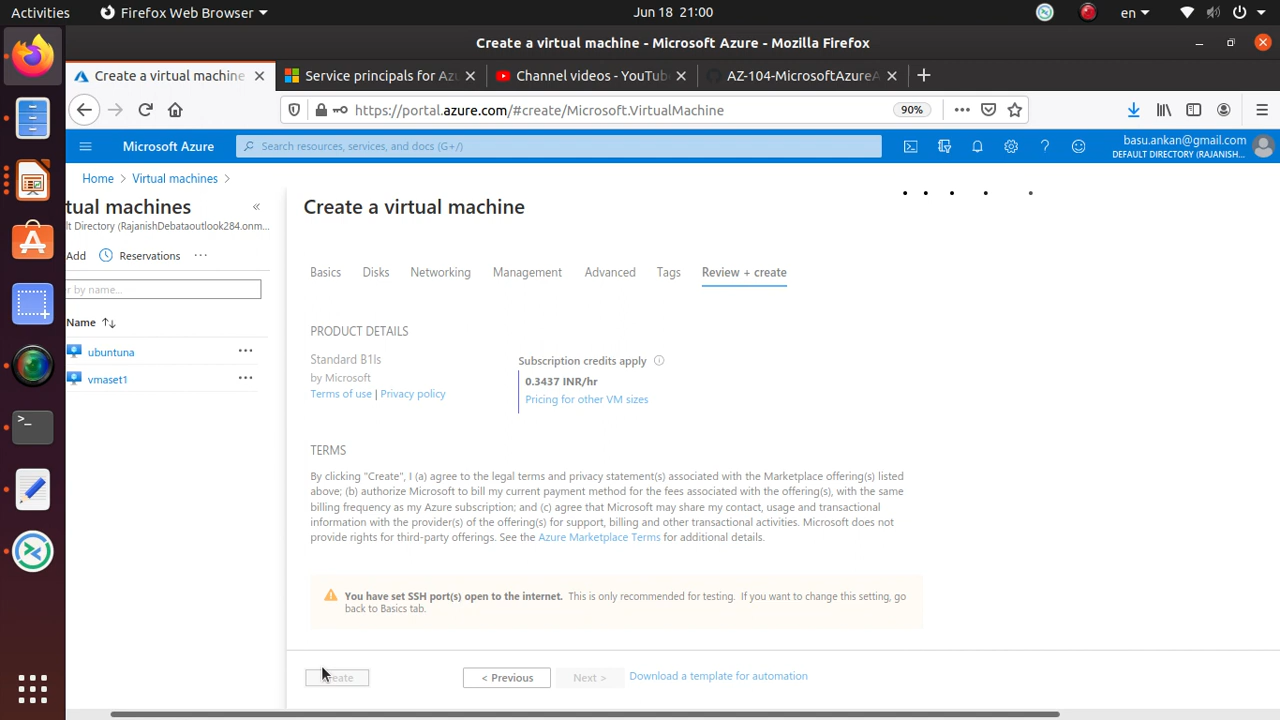 Activities
Firefox Web Browser
Jun 18 21:00
en
Create a virtual machine - Microsoft Azure - Mozilla Firefox
Create a virtual machine
Service principals for Az
Channel videos - YouTub
AZ-104-MicrosoftAzureA
https://portal.azure.com/#create/Microsoft.VirtualMachine
90%
Microsoft Azure
Search resources, services, and docs (G+/)
basu.ankan@gmail.com
DEFAULT DIRECTORY (RAJANISH...
Home
Virtual machines
tual machines
lt Directory (RajanishDebataoutlook284.onm...
Add
Reservations
r by name...
Name
ubuntuna
vmaset1
Create a virtual machine
Basics
Disks
Networking
Management
Advanced
Tags
Review + create
PRODUCT DETAILS
Standard B1ls
by Microsoft
Terms of use | Privacy policy
Subscription credits apply
0.3437 INR/hr
Pricing for other VM sizes
TERMS
By clicking "Create", I (a) agree to the legal terms and privacy statement(s) associated with the Marketplace offering(s) listed
above; (b) authorize Microsoft to bill my current payment method for the fees associated with the offering(s), with the same
billing frequency as my Azure subscription; and (c) agree that Microsoft may share my contact, usage and transactional
information with the provider(s) of the offering(s) for support, billing and other transactional activities. Microsoft does not
provide rights for third-party offerings. See the Azure Marketplace Terms for additional details.
You have set SSH port(s) open to the internet. This is only recommended for testing. If you want to change this setting, go
back to Basics tab.
Create
< Previous
Next >
Download a template for automation